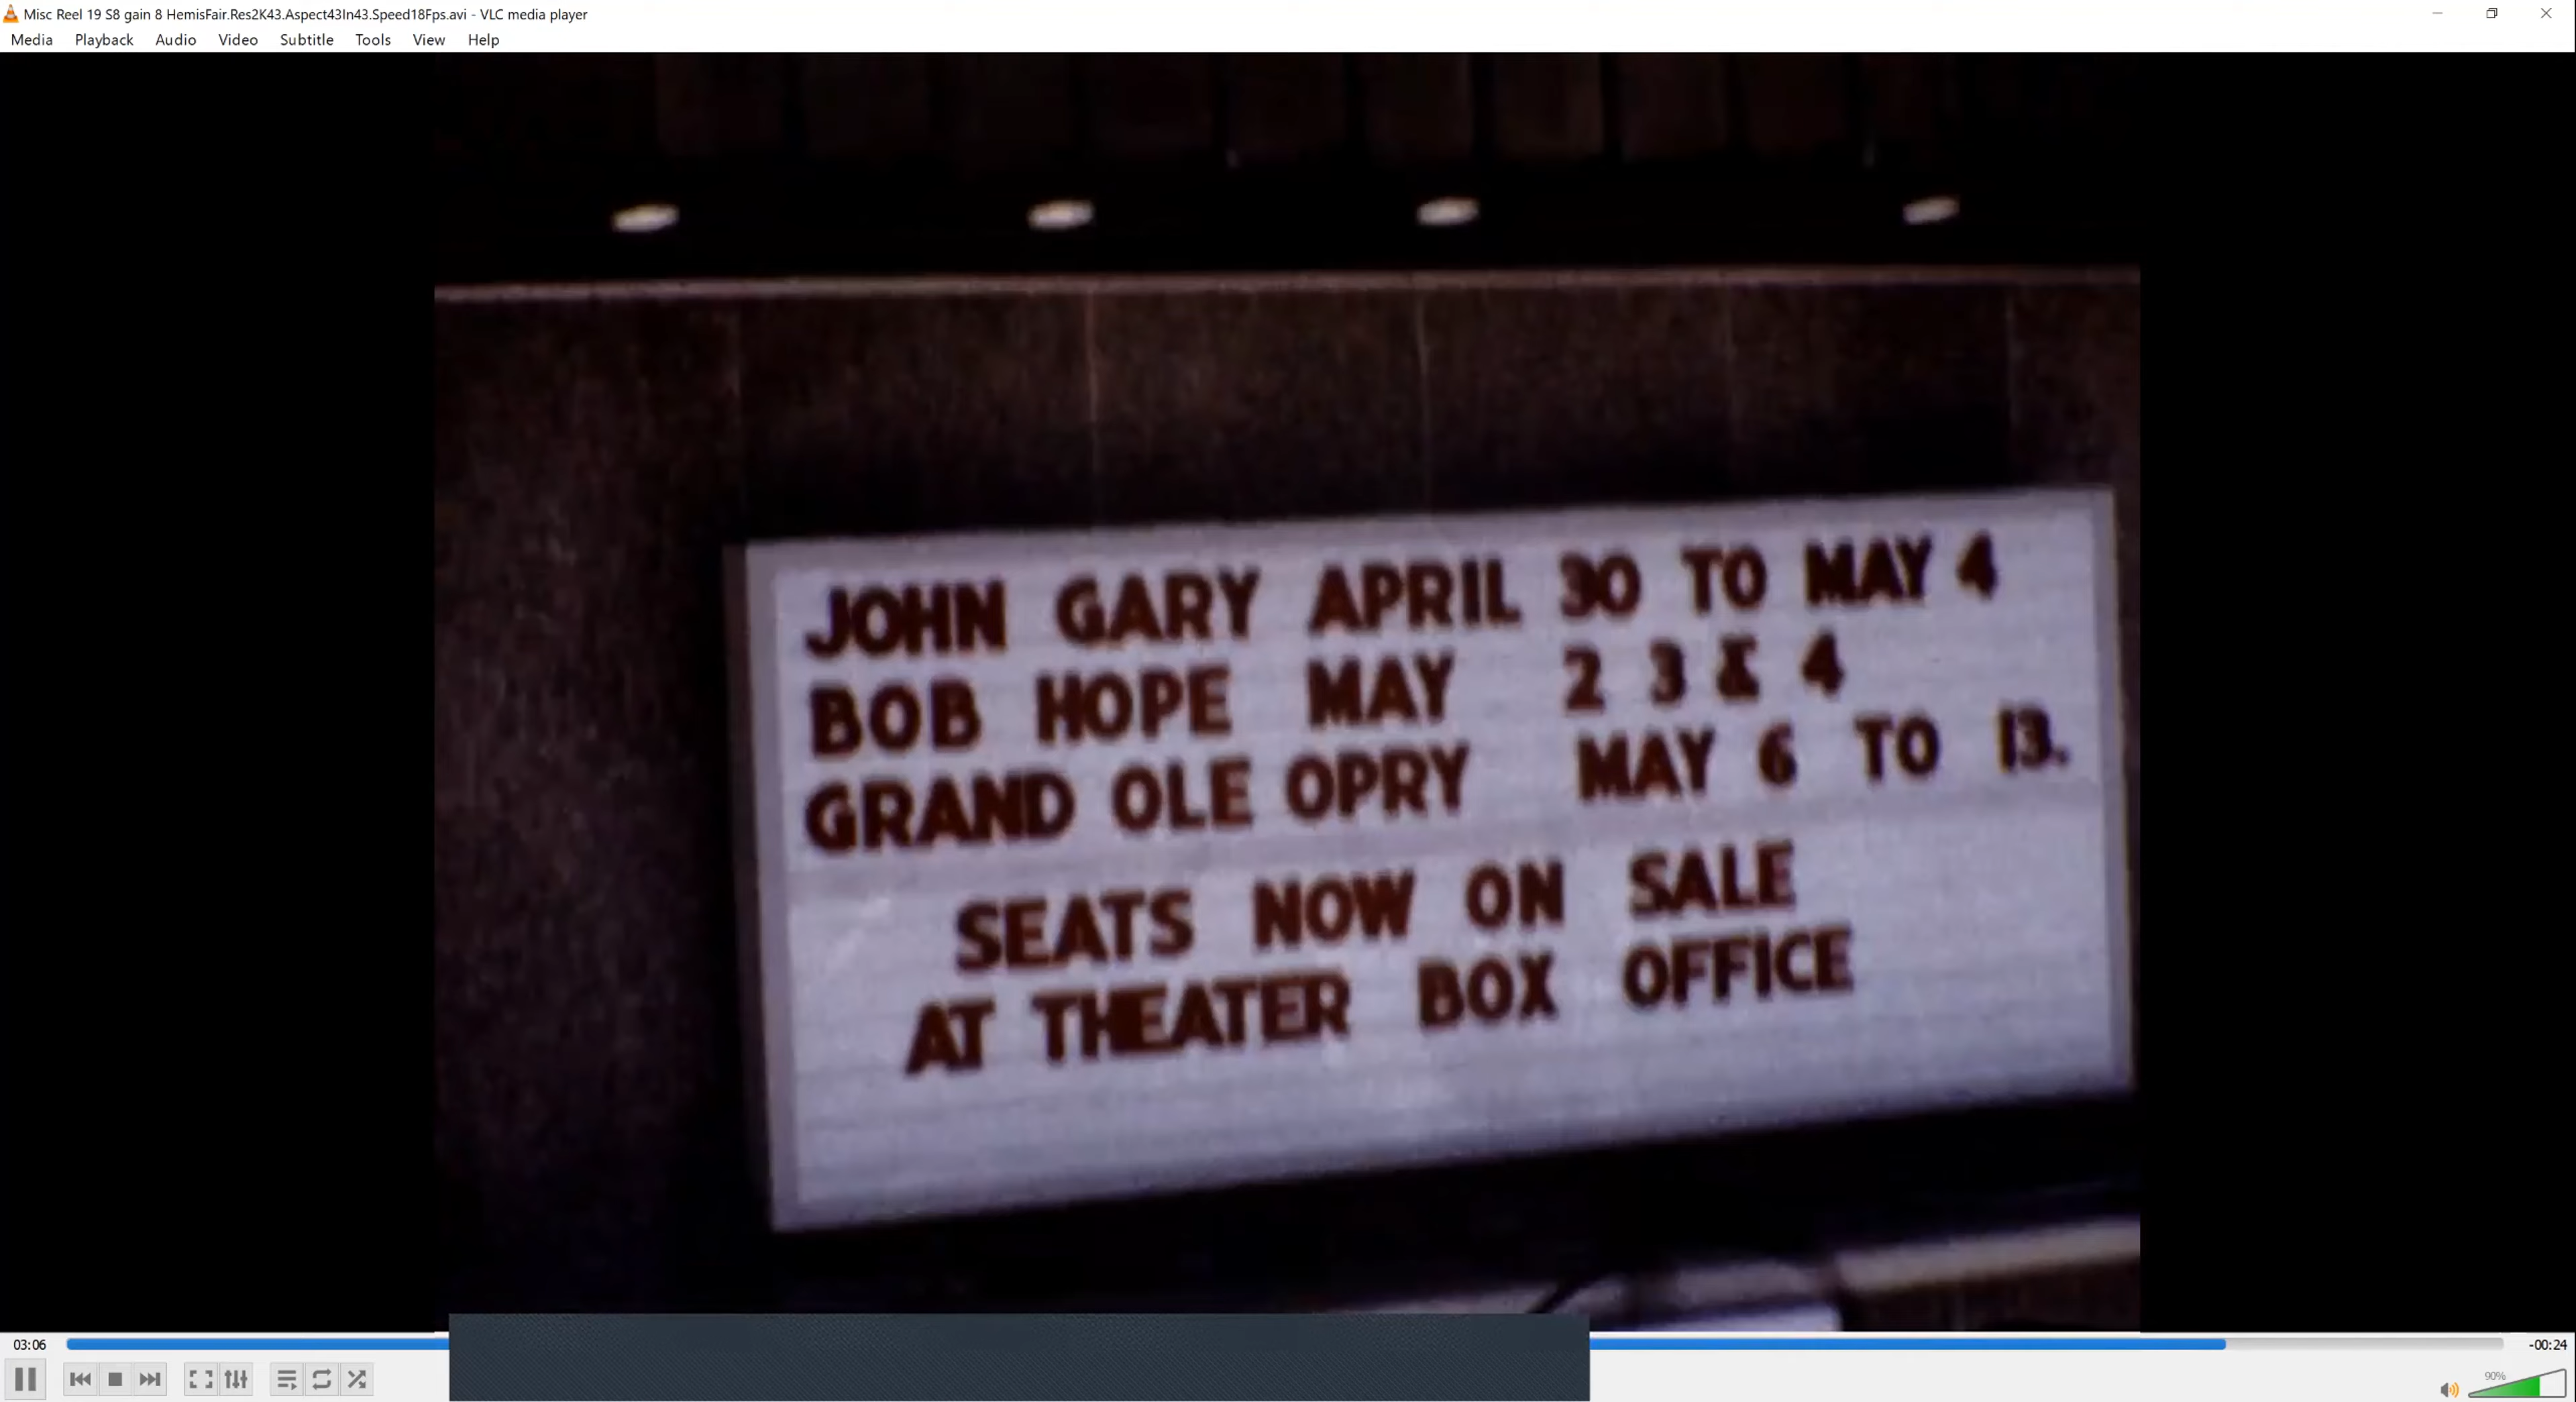 Misc Reel 19 S8 gain 8 HemisFair.Res2K43.Aspect43In43.Speed18Fps.avi - VLC media player
Media Playback Audio Video Subtitle Tools View Help
JOHN GARY APRIL 30 TO MAY 4
BOB HOPE MAY 2 3 & 4
GRAND OLE OPRY MAY 6 TO 13.
SEATS NOW ON SALE
AT THEATER BOX OFFICE
03:06
-00:24
90%